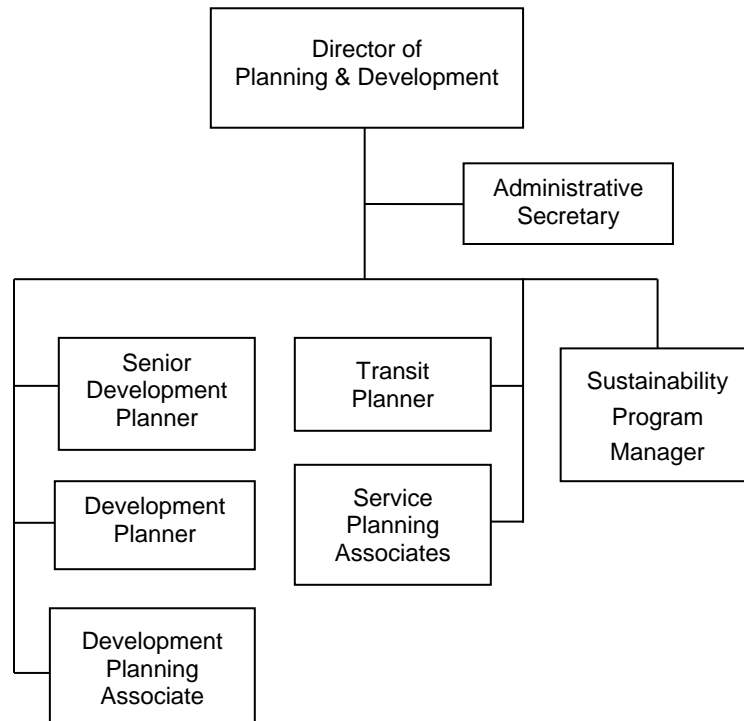 Director of
Planning & Development
Administrative
Secretary
Senior
Development
Planner
Transit
Planner
Sustainability
Program
Manager
Development
Planner
Service
Planning
Associates
Development
Planning
Associate